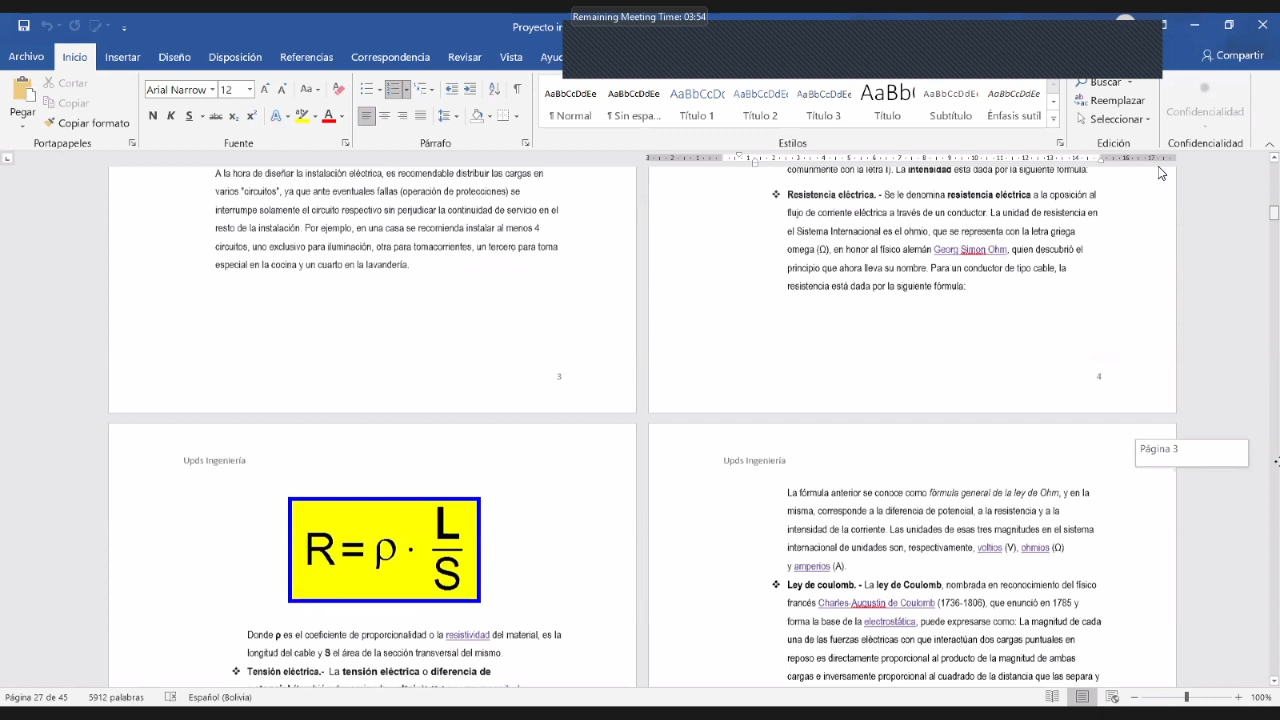 Remaining Meeting Time: 03:54
Proyecto in
Archivo Inicio Insertar Diseño Disposición Referencias Correspondencia Revisar Vista Ayu Compartir
Pegar
Cortar
Copiar
Copiar formato
Portapapeles
Arial Narrow 12
Fuente
Párrafo
AaBbCcDdEe AaBbCcDdEe AaBbCcDc AaBbCcDdE AaBbCcDdE AaBb( AaBbCcDdEe AaBbCcDdEe
¶ Normal ¶ Sin espa... Título 1 Título 2 Título 3 Título Subtítulo Énfasis sutil
Estilos
Buscar
Reemplazar
Seleccionar
Edición
Confidencialidad
Confidencialidad
A la hora de diseñar la instalación eléctrica, es recomendable distribuir las cargas en
varios "circuitos", ya que ante eventuales fallas (operación de protecciones) se
interrumpe solamente el circuito respectivo sin perjudicar la continuidad de servicio en el
resto de la instalación. Por ejemplo, en una casa se recomienda instalar al menos 4
circuitos, uno exclusivo para iluminación, otra para tomacorrientes, un tercero para toma
especial en la cocina y un cuarto en la lavandería.
3
comúnmente con la letra I). La intensidad está dada por la siguiente fórmula:
❖ Resistencia eléctrica. - Se le denomina resistencia eléctrica a la oposición al
flujo de corriente eléctrica a través de un conductor. La unidad de resistencia en
el Sistema Internacional es el ohmio, que se representa con la letra griega
omega (Ω), en honor al físico alemán Georg Simon Ohm, quien descubrió el
principio que ahora lleva su nombre. Para un conductor de tipo cable, la
resistencia está dada por la siguiente fórmula:
4
Upds Ingeniería
R = ρ · L/S
Donde ρ es el coeficiente de proporcionalidad o la resistividad del material, es la
longitud del cable y S el área de la sección transversal del mismo.
❖ Tensión eléctrica.- La tensión eléctrica o diferencia de
Upds Ingeniería
Página 3
La fórmula anterior se conoce como fórmula general de la ley de Ohm, y en la
misma, corresponde a la diferencia de potencial, a la resistencia y a la
intensidad de la corriente. Las unidades de esas tres magnitudes en el sistema
internacional de unidades son, respectivamente, voltios (V), ohmios (Ω)
y amperios (A).
❖ Ley de coulomb. - La ley de Coulomb, nombrada en reconocimiento del físico
francés Charles-Augustin de Coulomb (1736-1806), que enunció en 1785 y
forma la base de la electrostática, puede expresarse como: La magnitud de cada
una de las fuerzas eléctricas con que interactúan dos cargas puntuales en
reposo es directamente proporcional al producto de la magnitud de ambas
cargas e inversamente proporcional al cuadrado de la distancia que las separa y
Página 27 de 45 5912 palabras Español (Bolivia) 100%